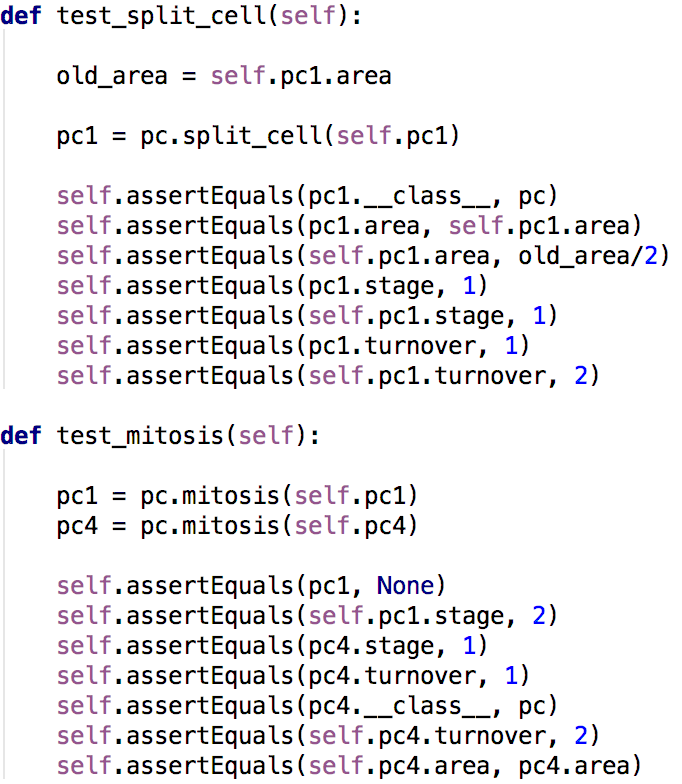 def test_split_cell(self):
old_area = self.pc1.area
pc1 = pc.split_cell(self.pc1)
self.assertEquals(pc1.__class__, pc)
self.assertEquals(pc1.area, self.pc1.area)
self.assertEquals(self.pc1.area, old_area/2)
self.assertEquals(pc1.stage, 1)
self.assertEquals(self.pc1.stage, 1)
self.assertEquals(pc1.turnover, 1)
self.assertEquals(self.pc1.turnover, 2)
def test_mitosis(self):
pc1 = pc.mitosis(self.pc1)
pc4 = pc.mitosis(self.pc4)
self.assertEquals(pc1, None)
self.assertEquals(self.pc1.stage, 2)
self.assertEquals(pc4.stage, 1)
self.assertEquals(pc4.turnover, 1)
self.assertEquals(pc4.__class__, pc)
self.assertEquals(self.pc4.turnover, 2)
self.assertEquals(self.pc4.area, pc4.area)